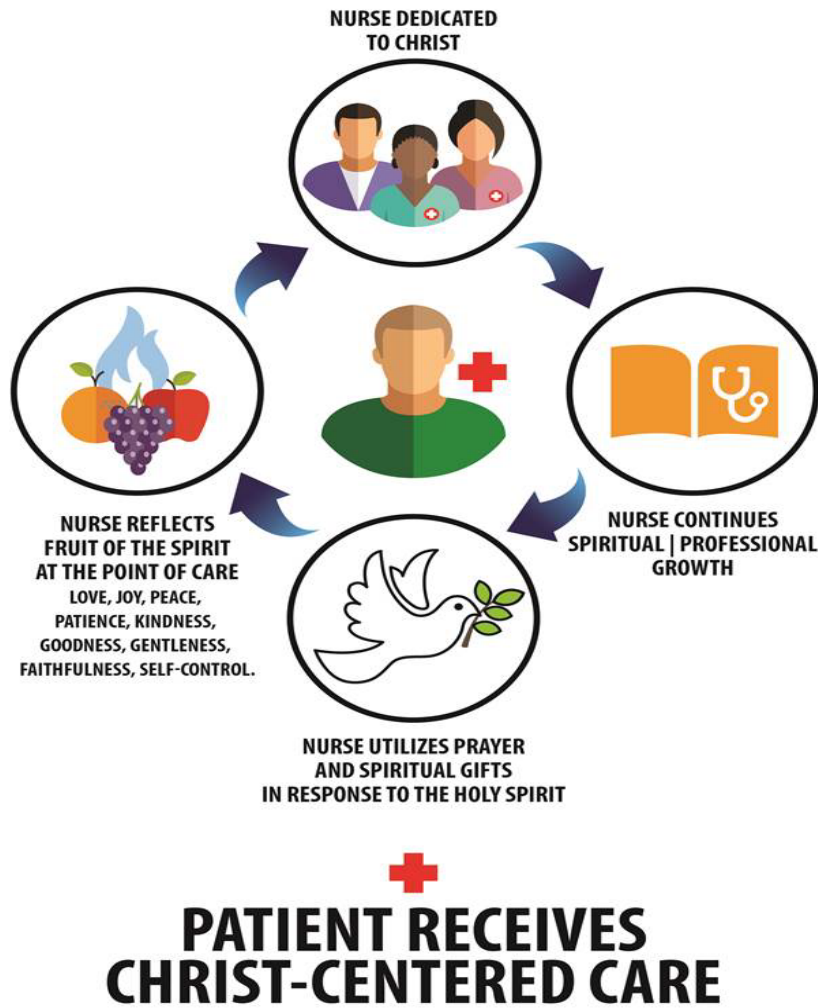 NURSE DEDICATED
TO CHRIST
NURSE CONTINUES
SPIRITUAL | PROFESSIONAL
GROWTH
NURSE UTILIZES PRAYER
AND SPIRITUAL GIFTS
IN RESPONSE TO THE HOLY SPIRIT
NURSE REFLECTS
FRUIT OF THE SPIRIT
AT THE POINT OF CARE
LOVE, JOY, PEACE,
PATIENCE, KINDNESS,
GOODNESS, GENTLENESS,
FAITHFULNESS, SELF-CONTROL.
PATIENT RECEIVES
CHRIST-CENTERED CARE